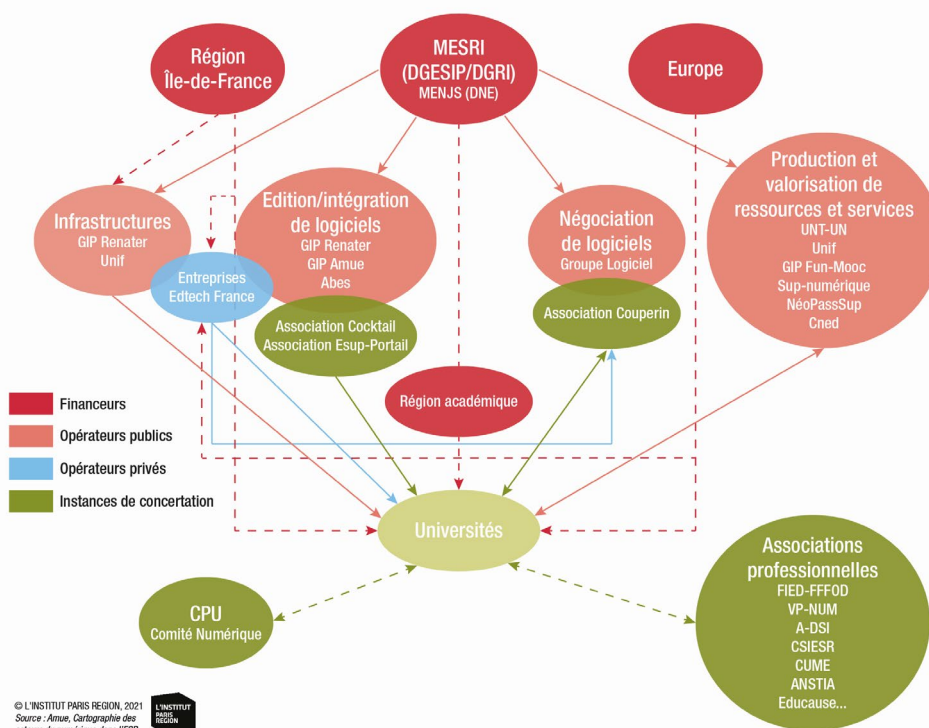 Région
Île-de-France
MESRI
(DGESIP/DGRI)
MENJS (DNE)
Europe
Infrastructures
GIP Renater
Unif
Edition/intégration
de logiciels
GIP Renater
GIP Amue
Abes
Négociation
de logiciels
Groupe Logiciel
Production et
valorisation de
ressources et services
UNT-UN
Unif
GIP Fun-Mooc
Sup-numérique
NéoPassSup
Cned
Entreprises
Edtech France
Association Cocktail
Association Esup-Portail
Association Couperin
Région académique
Financeurs
Opérateurs publics
Opérateurs privés
Instances de concertation
Universités
CPU
Comité Numérique
Associations
professionnelles
FIED-FFFOD
VP-NUM
A-DSI
CSIESR
CUME
ANSTIA
Educause...
© L'INSTITUT PARIS REGION, 2021
Source : Amue, Cartographie des
L'INSTITUT
PARIS
REGION